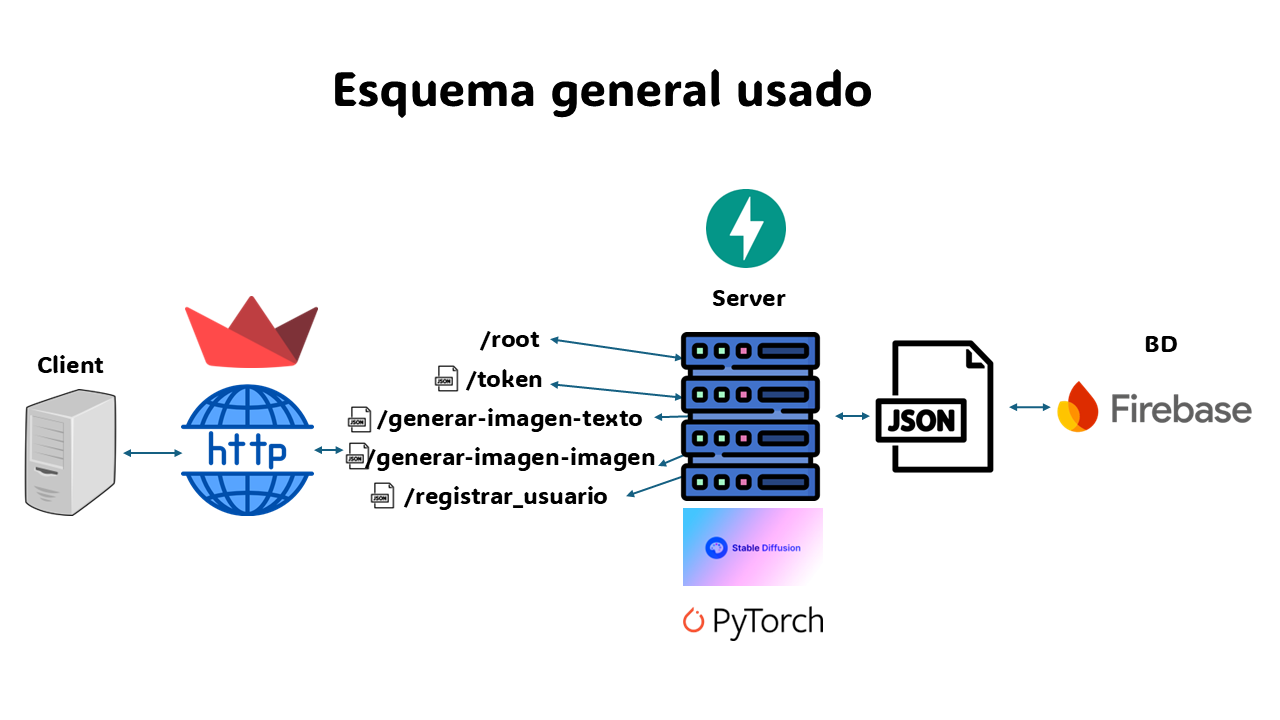 Esquema general usado
Server
Client
http
/root
JSON /token
JSON /generar-imagen-texto
JSON /generar-imagen-imagen
JSON /registrar_usuario
JSON
BD
Firebase
Stable Diffusion
PyTorch